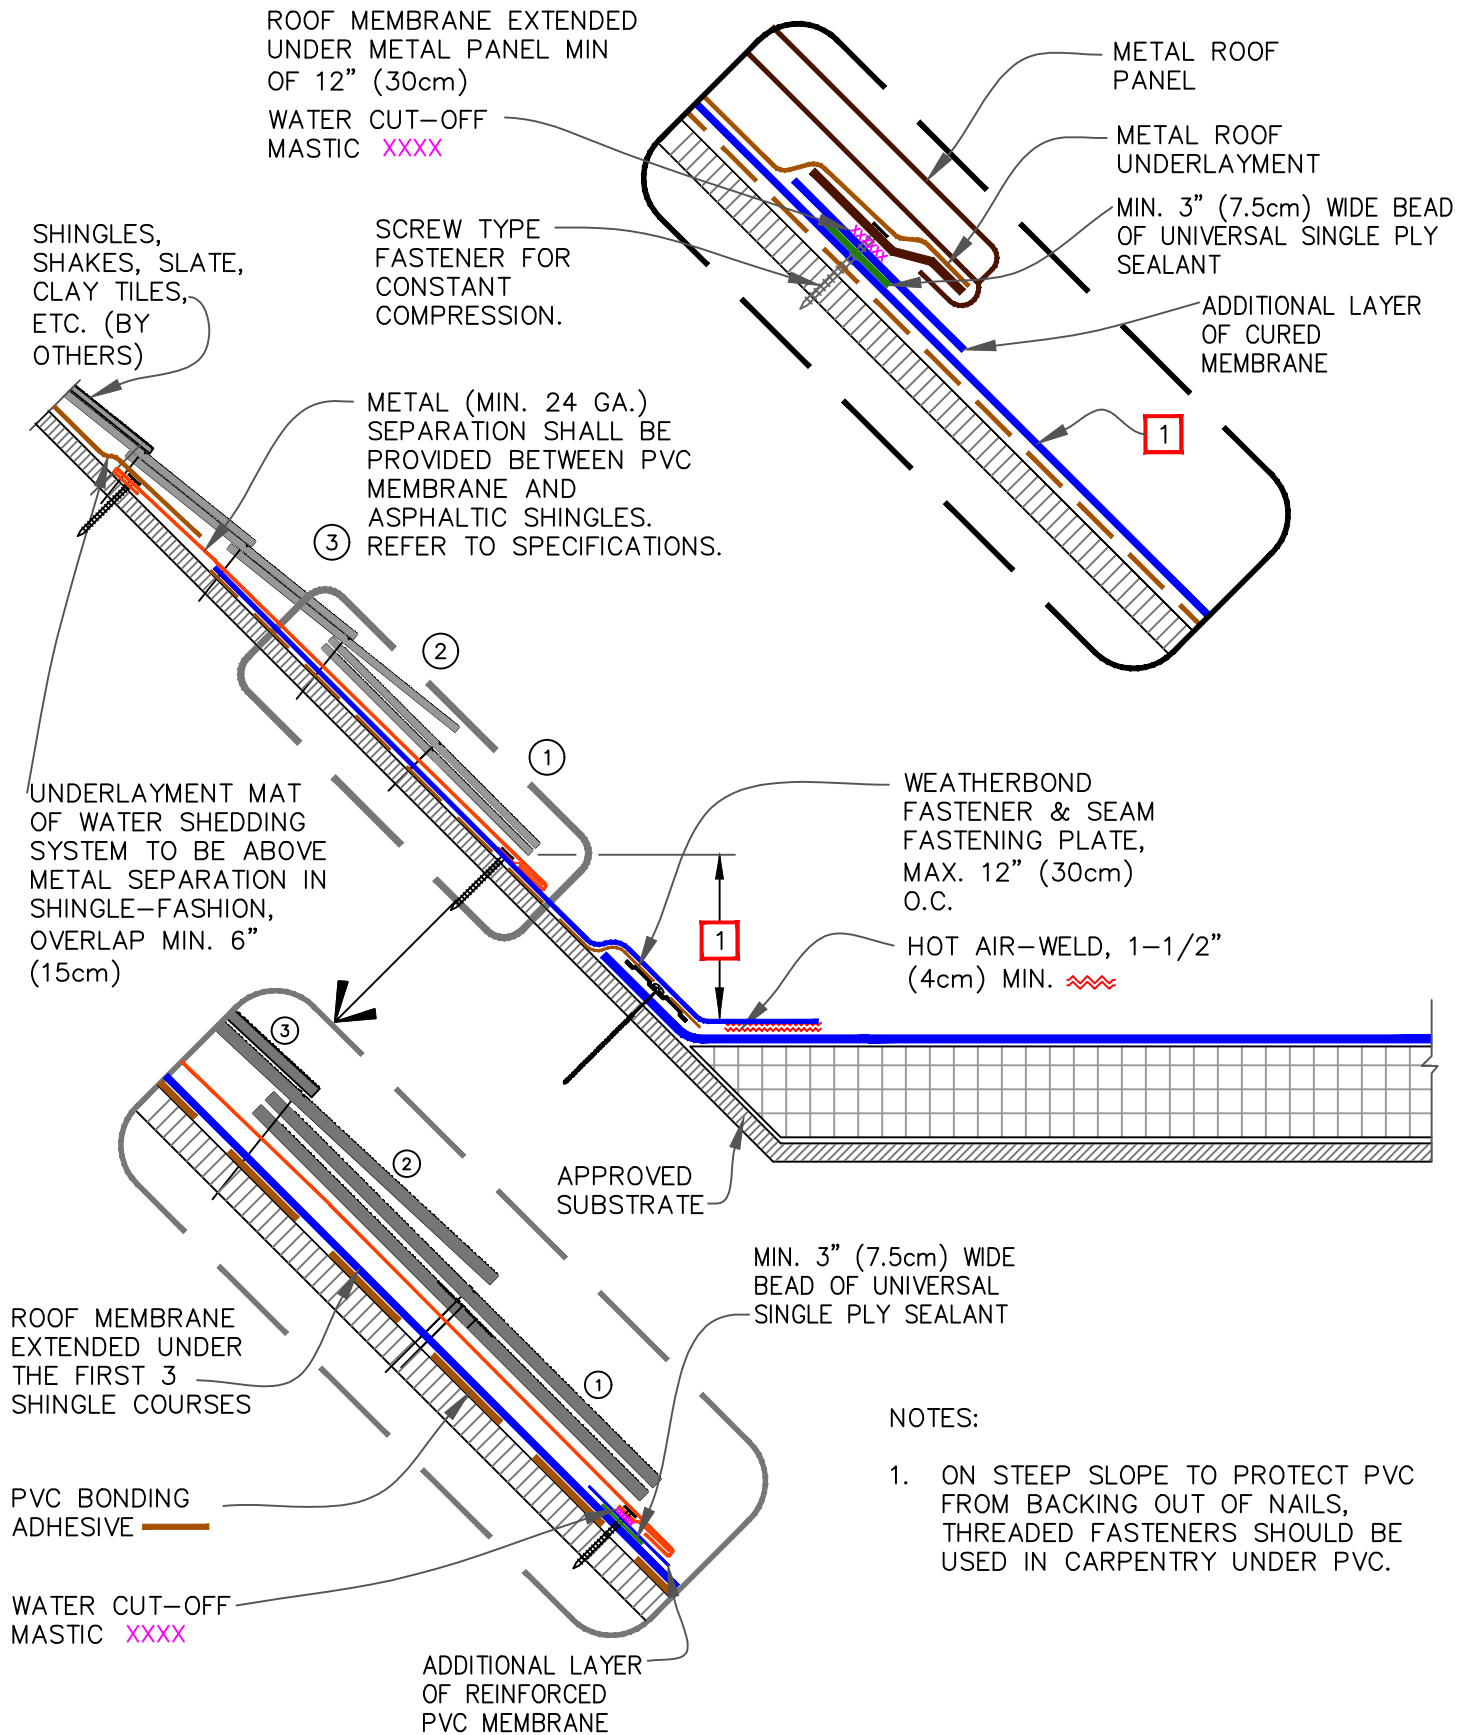 ROOF MEMBRANE EXTENDED
UNDER METAL PANEL MIN
OF 12" (30cm)
WATER CUT-OFF
MASTIC XXXX
METAL ROOF
PANEL
METAL ROOF
UNDERLAYMENT
MIN. 3" (7.5cm) WIDE BEAD
OF UNIVERSAL SINGLE PLY
SEALANT
SCREW TYPE
FASTENER FOR
CONSTANT
COMPRESSION.
SHINGLES,
SHAKES, SLATE,
CLAY TILES,
ETC. (BY
OTHERS)
ADDITIONAL LAYER
OF CURED
MEMBRANE
1
METAL (MIN. 24 GA.)
SEPARATION SHALL BE
PROVIDED BETWEEN PVC
MEMBRANE AND
ASPHALTIC SHINGLES.
REFER TO SPECIFICATIONS.
3
2
1
UNDERLAYMENT MAT
OF WATER SHEDDING
SYSTEM TO BE ABOVE
METAL SEPARATION IN
SHINGLE-FASHION,
OVERLAP MIN. 6"
(15cm)
WEATHERBOND
FASTENER & SEAM
FASTENING PLATE,
MAX. 12" (30cm)
O.C.
1
HOT AIR-WELD, 1-1/2"
(4cm) MIN.
3
2
1
APPROVED
SUBSTRATE
MIN. 3" (7.5cm) WIDE
BEAD OF UNIVERSAL
SINGLE PLY SEALANT
ROOF MEMBRANE
EXTENDED UNDER
THE FIRST 3
SHINGLE COURSES
PVC BONDING
ADHESIVE
WATER CUT-OFF
MASTIC XXXX
ADDITIONAL LAYER
OF REINFORCED
PVC MEMBRANE
NOTES:
1. ON STEEP SLOPE TO PROTECT PVC
FROM BACKING OUT OF NAILS,
THREADED FASTENERS SHOULD BE
USED IN CARPENTRY UNDER PVC.